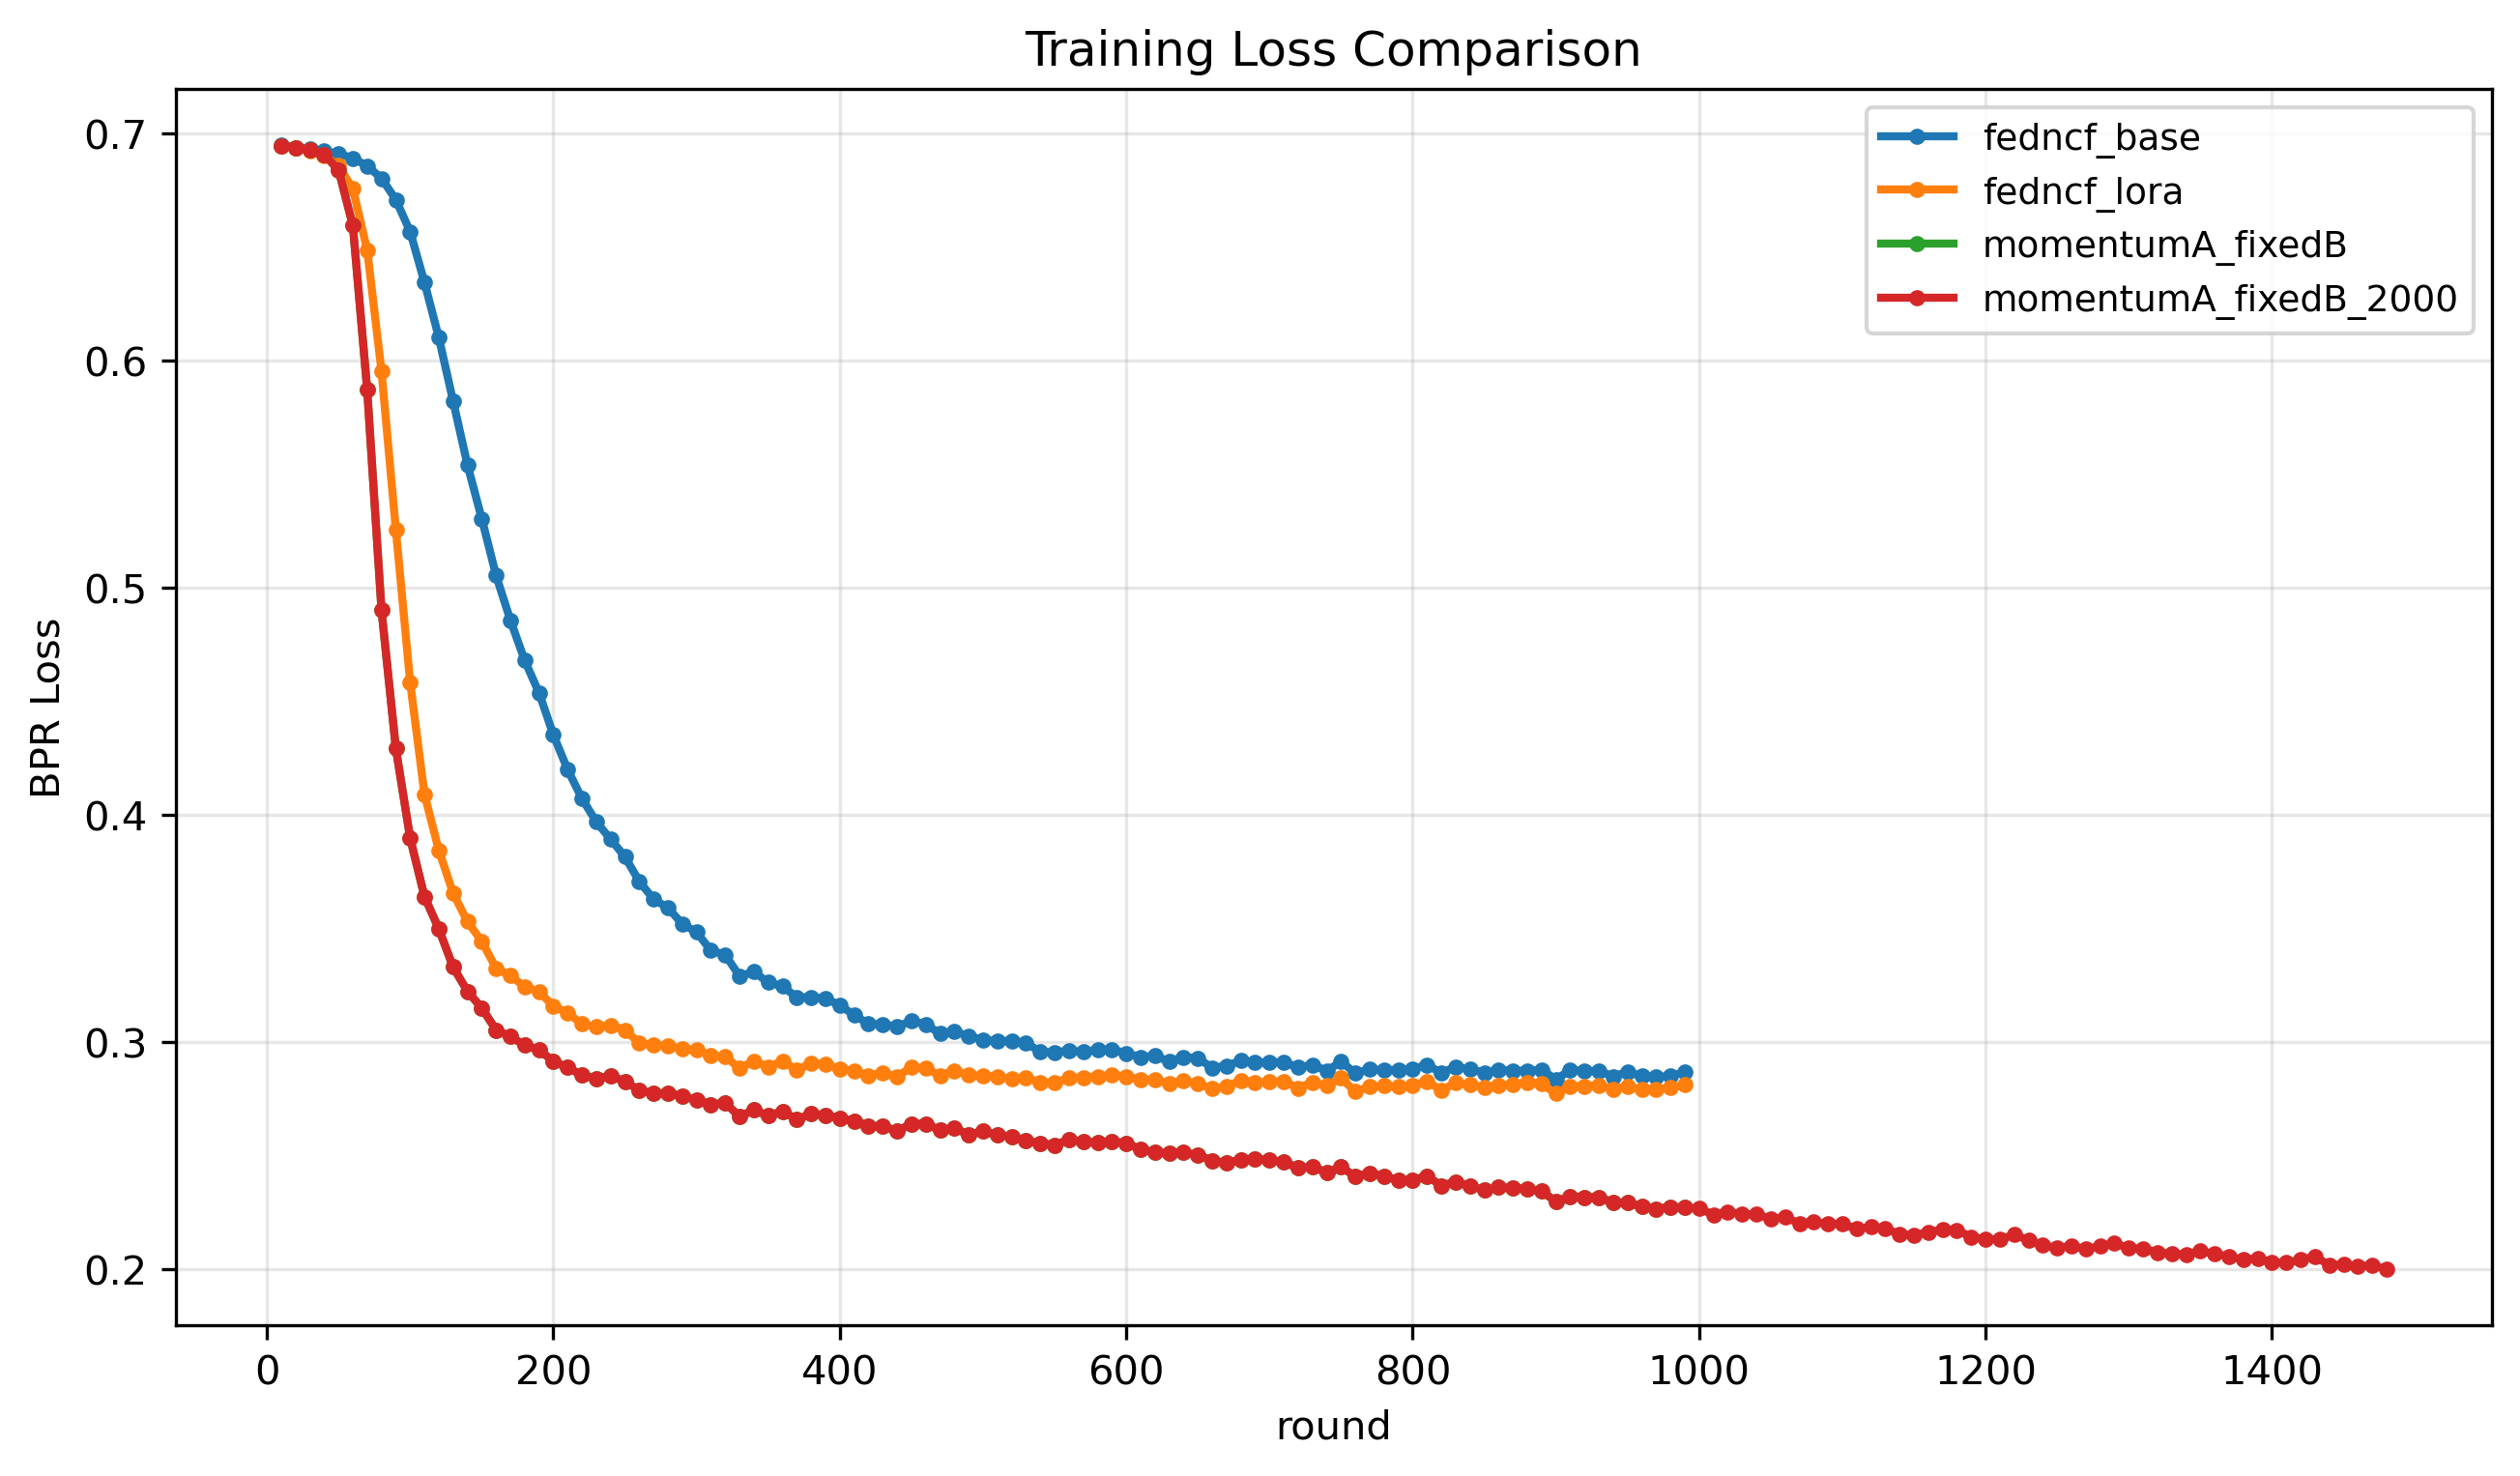 Training Loss Comparison
fedncf_base
fedncf_lora
momentumA_fixedB
momentumA_fixedB_2000
BPR Loss
0.7
0.6
0.5
0.4
0.3
0.2
0
200
400
600
800
1000
1200
1400
round